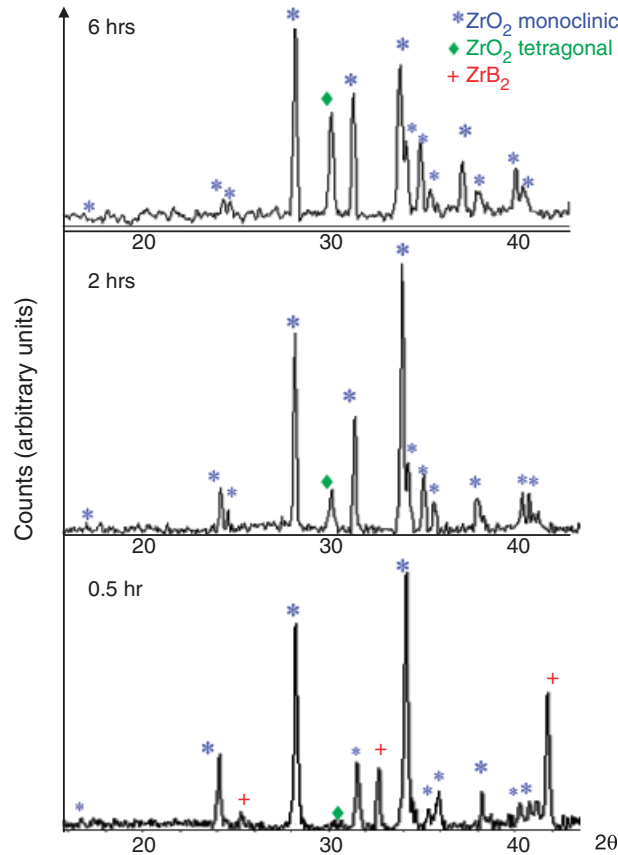 6 hrs
* ZrO₂ monoclinic
♦ ZrO₂ tetragonal
+ ZrB₂
20 30 40
2 hrs
Counts (arbitrary units)
20 30 40
0.5 hr
20 30 40 2θ